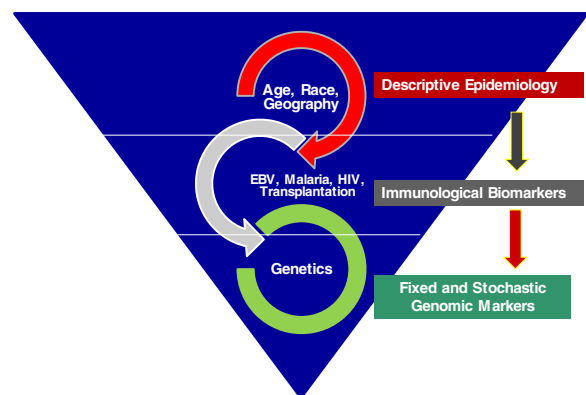 Age, Race,
Geography
Descriptive Epidemiology
EBV, Malaria, HIV,
Transplantation
Immunological Biomarkers
Genetics
Fixed and Stochastic
Genomic Markers